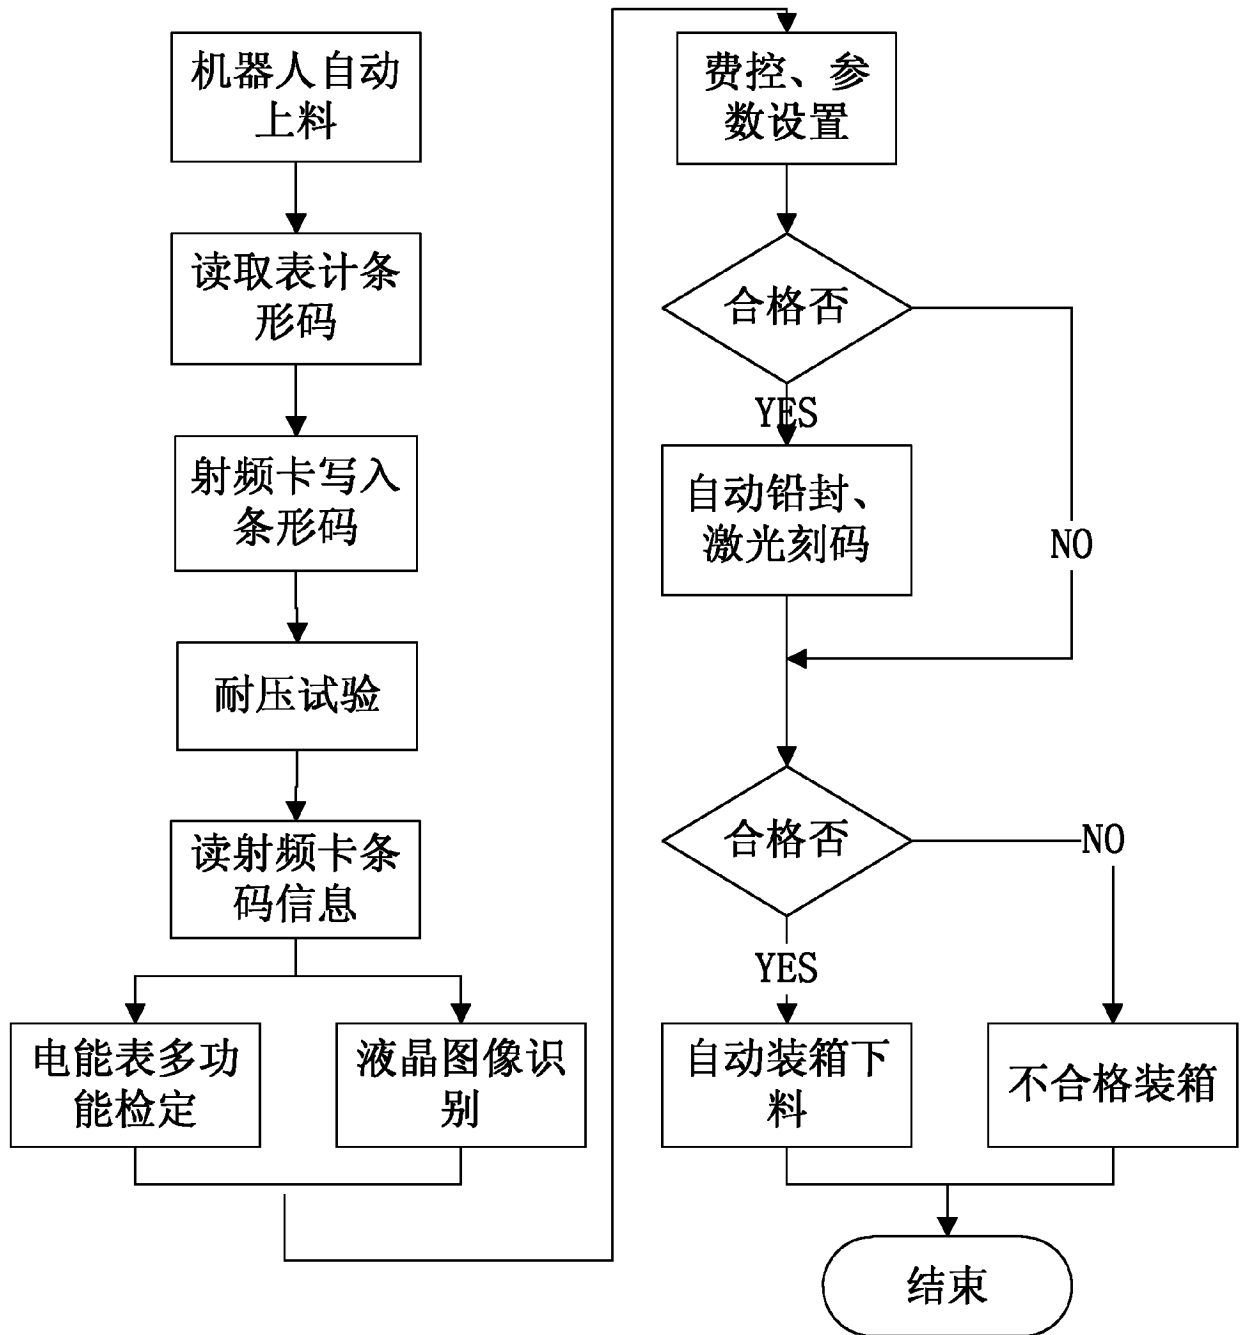 机器人自动
上料
读取表计条
形码
射频卡写入
条形码
耐压试验
读射频卡条
码信息
电能表多功
能检定
液晶图像识
别
费控、参
数设置
合格否
YES
NO
自动铅封、
激光刻码
合格否
NO
YES
自动装箱下
料
不合格装箱
结束